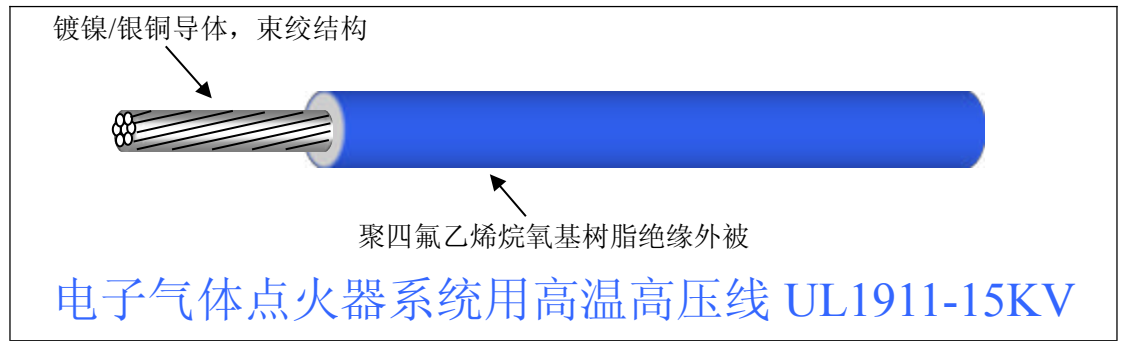 镀镍/银铜导体，束绞结构
聚四氟乙烯烷氧基树脂绝缘外被
电子气体点火器系统用高温高压线 UL1911-15KV